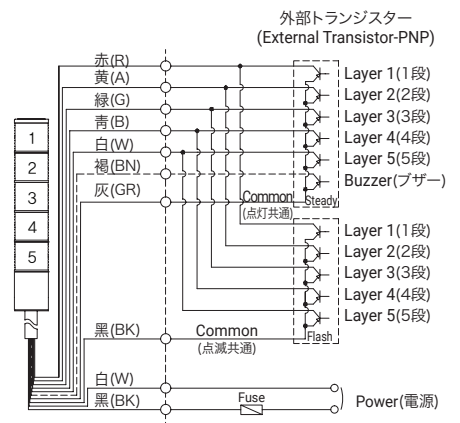 外部トランジスター
(External Transistor-PNP)
赤(R)
黄(A)
緑(G)
青(B)
白(W)
褐(BN)
灰(GR)
Layer 1(1段)
Layer 2(2段)
Layer 3(3段)
Layer 4(4段)
Layer 5(5段)
Buzzer(ブザー)
Common
(点灯共通)
Steady
1
2
3
4
5
Layer 1(1段)
Layer 2(2段)
Layer 3(3段)
Layer 4(4段)
Layer 5(5段)
黒(BK)
Common
(点滅共通)
Flash
白(W)
黒(BK)
Fuse
Power(電源)